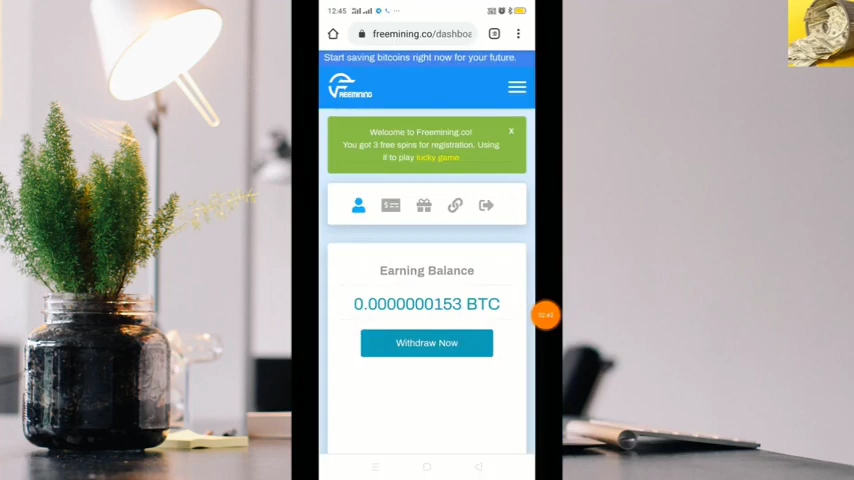 12:45
freemining.co/dashboa
Start saving bitcoins right now for your future.
FREEMINING
Welcome to Freemining.co!
You got 3 free spins for registration. Using
it to play lucky game.
X
Earning Balance
0.0000000153 BTC
Withdraw Now